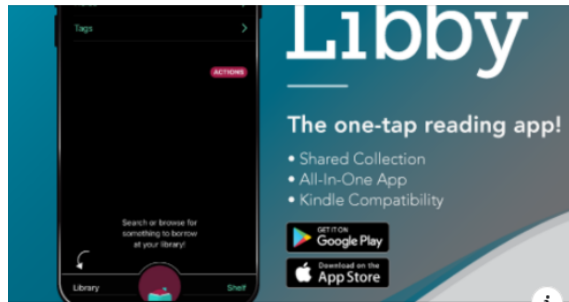 Tags
ACTIONS
Search or browse for
something to borrow
at your library!
Library
Shelf
Libby
The one-tap reading app!
• Shared Collection
• All-In-One App
• Kindle Compatibility
GET IT ON
Google Play
Download on the
App Store